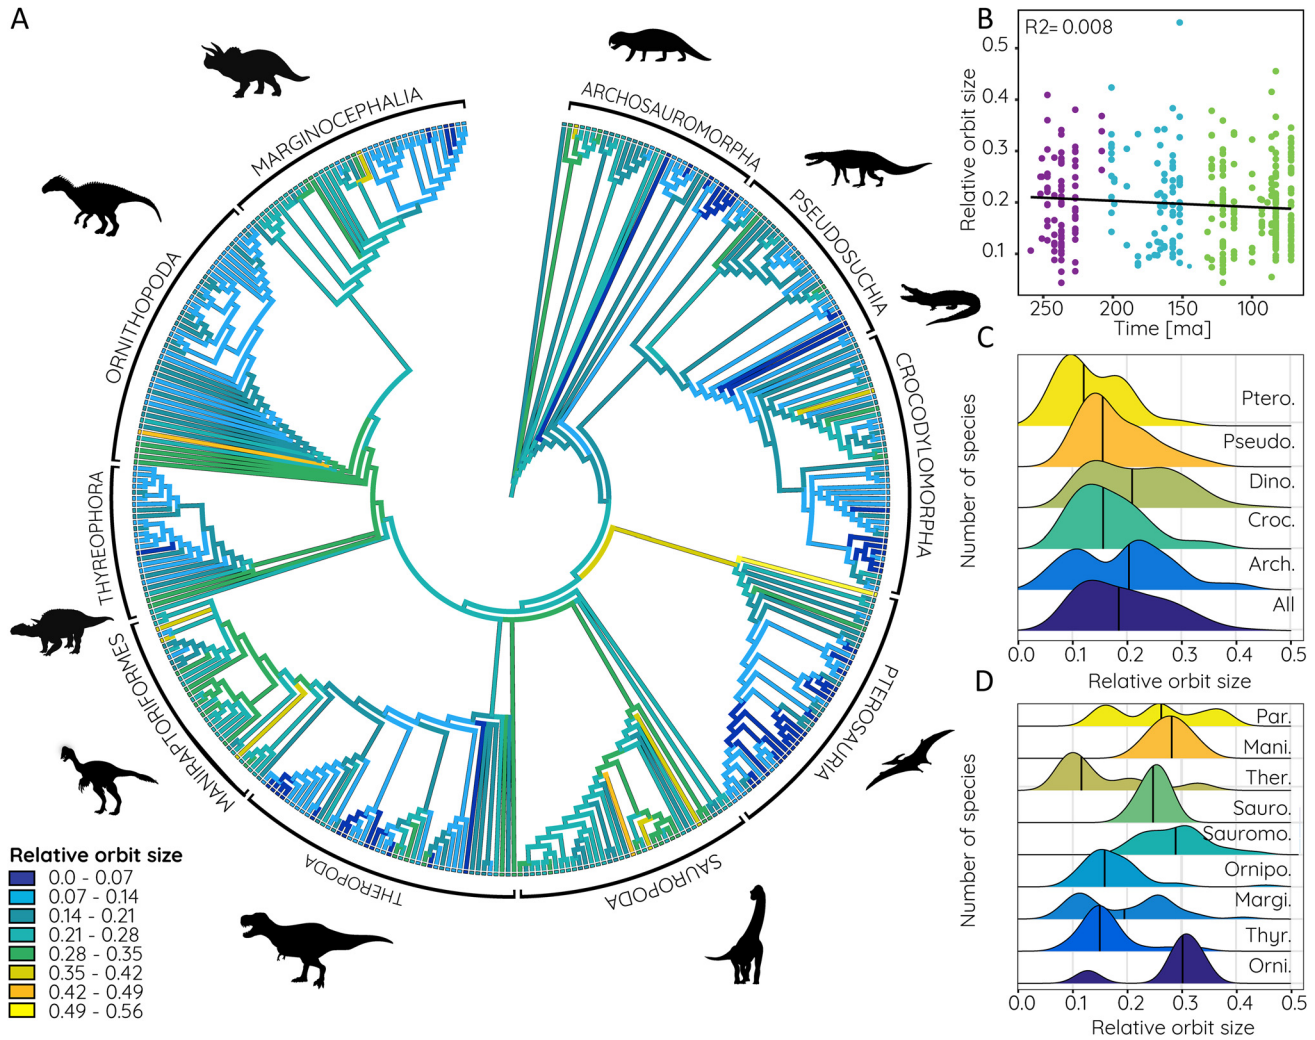 A
MARGINOCEPHALIA
ARCHOSAUROMORPHA
PSEUDOSUCHIA
CROCODYLOMORPHA
PTEROSAURIA
SAUROPODA
THEROPODA
MANIRAPTORIFORMES
THYREOPHORA
ORNITHOPODA
Relative orbit size
0.0 - 0.07
0.07 - 0.14
0.14 - 0.21
0.21 - 0.28
0.28 - 0.35
0.35 - 0.42
0.42 - 0.49
0.49 - 0.56
B
R2= 0.008
Relative orbit size
0.5
0.4
0.3
0.2
0.1
250 200 150 100
Time [ma]
C
Number of species
Ptero.
Pseudo.
Dino.
Croc.
Arch.
All
0.0 0.1 0.2 0.3 0.4 0.5
Relative orbit size
D
Number of species
Par.
Mani.
Ther.
Sauro.
Sauromo.
Ornipo.
Margi.
Thyr.
Orni.
0.0 0.1 0.2 0.3 0.4 0.5
Relative orbit size